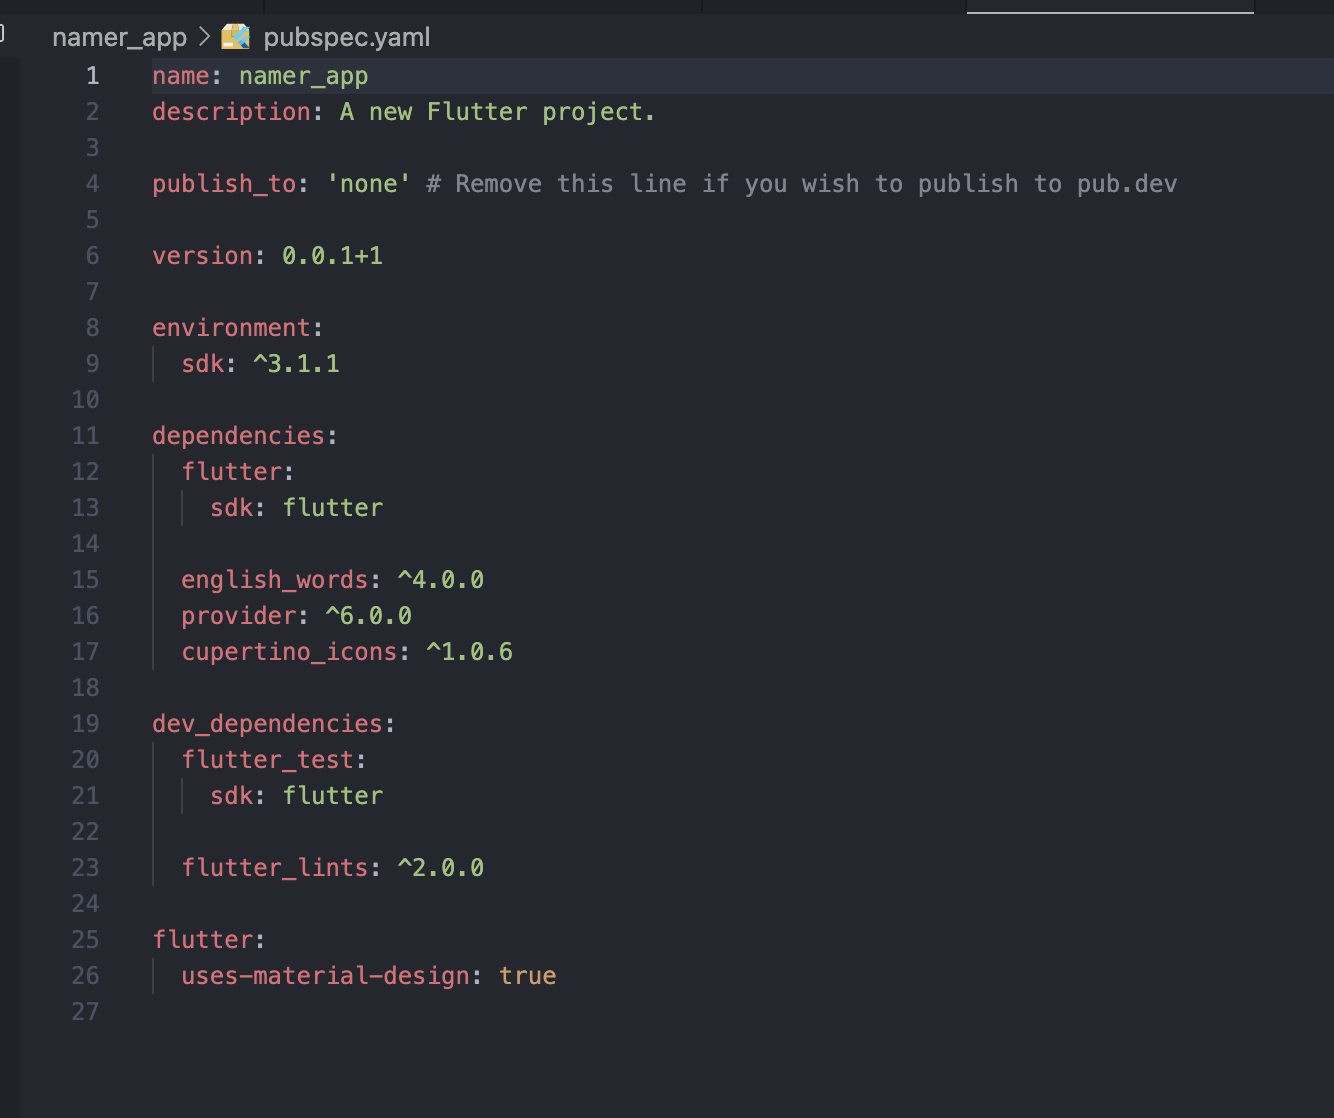 namer_app > pubspec.yaml
1 name: namer_app
2 description: A new Flutter project.
3
4 publish_to: 'none' # Remove this line if you wish to publish to pub.dev
5
6 version: 0.0.1+1
7
8 environment:
9   sdk: ^3.1.1
10
11 dependencies:
12   flutter:
13     sdk: flutter
14
15   english_words: ^4.0.0
16   provider: ^6.0.0
17   cupertino_icons: ^1.0.6
18
19 dev_dependencies:
20   flutter_test:
21     sdk: flutter
22
23   flutter_lints: ^2.0.0
24
25 flutter:
26   uses-material-design: true
27